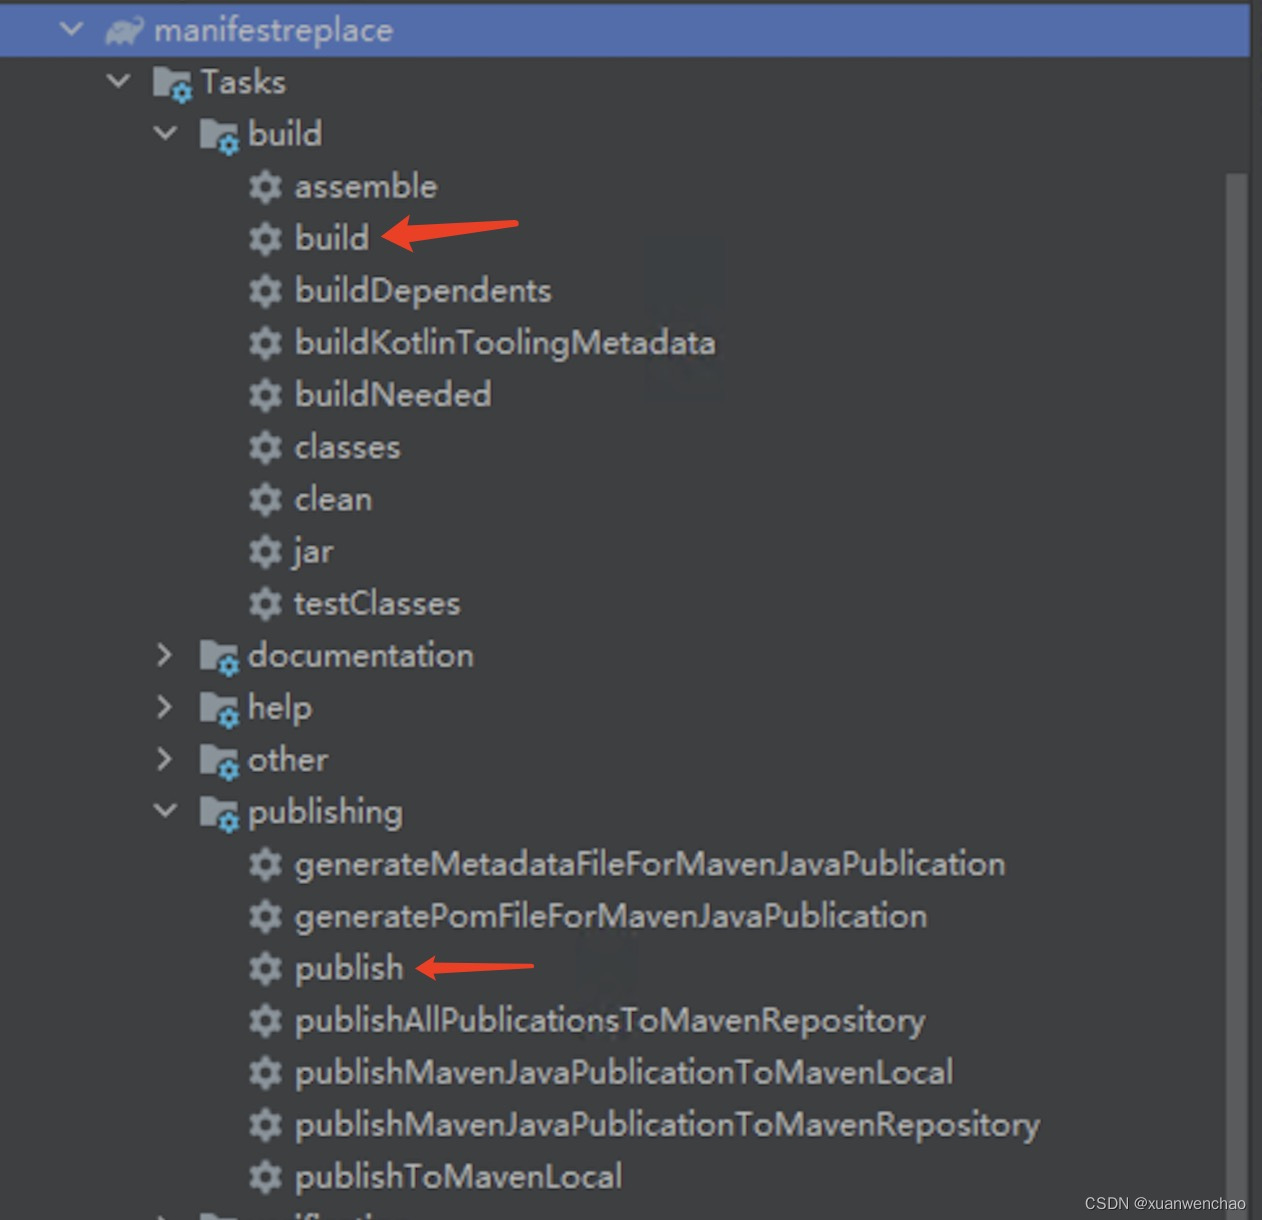 manifestreplace
Tasks
build
assemble
build
buildDependents
buildKotlinToolingMetadata
buildNeeded
classes
clean
jar
testClasses
documentation
help
other
publishing
generateMetadataFileForMavenJavaPublication
generatePomFileForMavenJavaPublication
publish
publishAllPublicationsToMavenRepository
publishMavenJavaPublicationToMavenLocal
publishMavenJavaPublicationToMavenRepository
publishToMavenLocal
CSDN @xuanwenchao